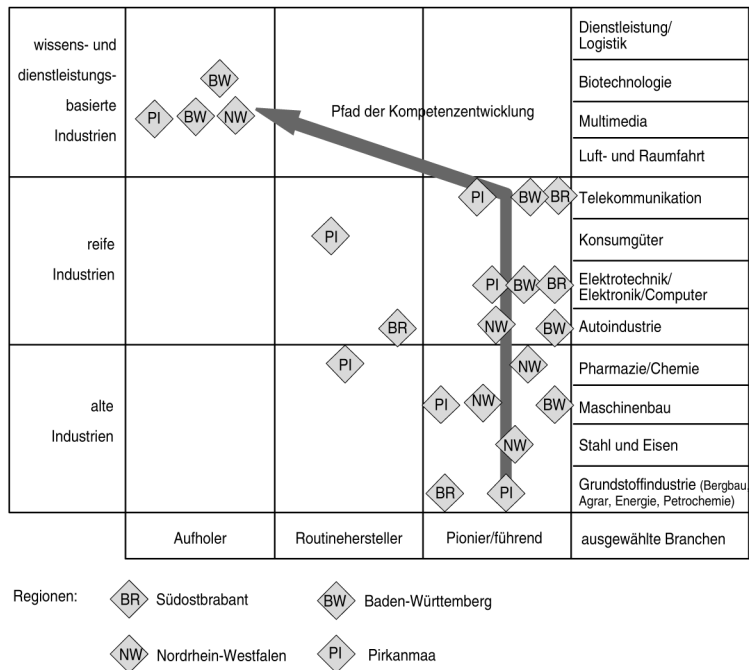 wissens- und
dienstleistungs-
basierte
Industrien
BW
PI
BW
NW
Pfad der Kompetenzentwicklung
Dienstleistung/
Logistik
Biotechnologie
Multimedia
Luft- und Raumfahrt
reife
Industrien
PI
BW
BR
Telekommunikation
PI
Konsumgüter
PI
BW
BR
Elektrotechnik/
Elektronik/Computer
BR
NW
BW
Autoindustrie
alte
Industrien
PI
NW
Pharmazie/Chemie
PI
NW
BW
Maschinenbau
NW
Stahl und Eisen
BR
PI
Grundstoffindustrie (Bergbau,
Agrar, Energie, Petrochemie)
Aufholer
Routinehersteller
Pionier/führend
ausgewählte Branchen
Regionen:
BR Südostbrabant
BW Baden-Württemberg
NW Nordrhein-Westfalen
PI Pirkanmaa